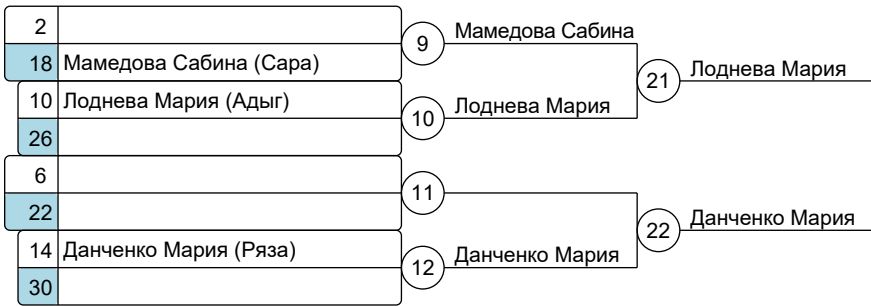 2
18 Мамедова Сабина (Сара)
9 Мамедова Сабина
10 Лоднева Мария (Адыг)
26
10 Лоднева Мария
21 Лоднева Мария
6
22
11
14 Данченко Мария (Ряза)
30
12 Данченко Мария
22 Данченко Мария